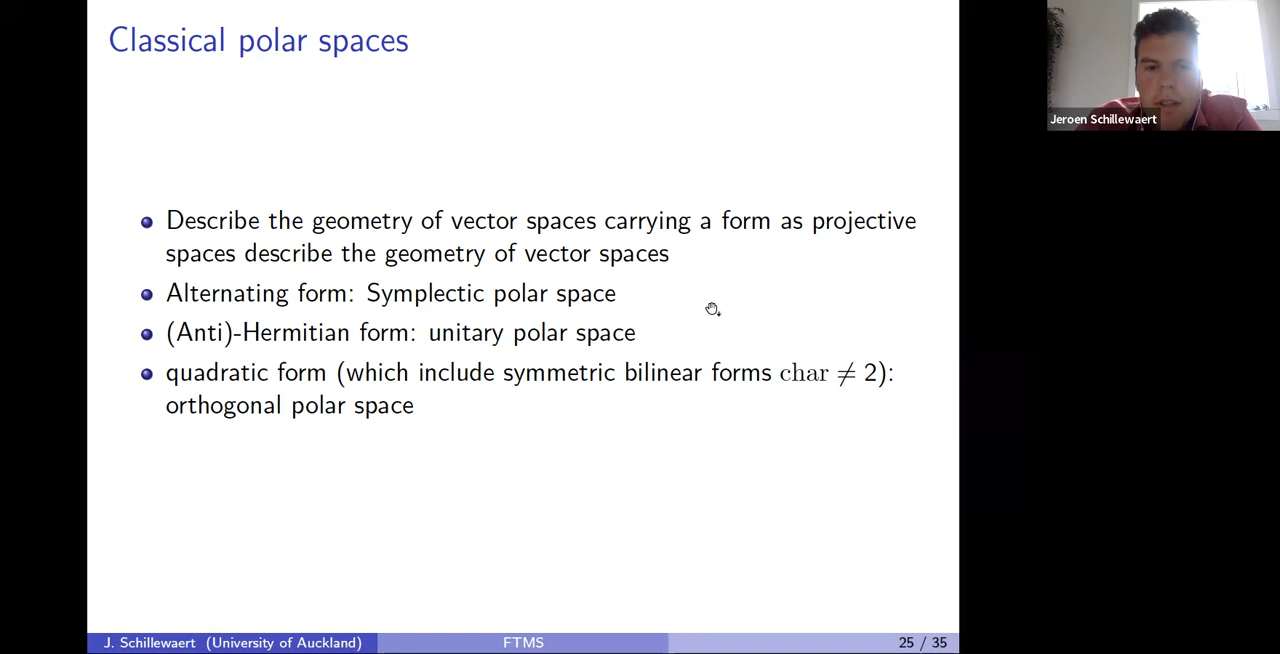 Classical polar spaces
Jeroen Schillewaert
Describe the geometry of vector spaces carrying a form as projective
spaces describe the geometry of vector spaces
Alternating form: Symplectic polar space
(Anti)-Hermitian form: unitary polar space
quadratic form (which include symmetric bilinear forms char ≠ 2):
orthogonal polar space
J. Schillewaert (University of Auckland) FTMS 25 / 35